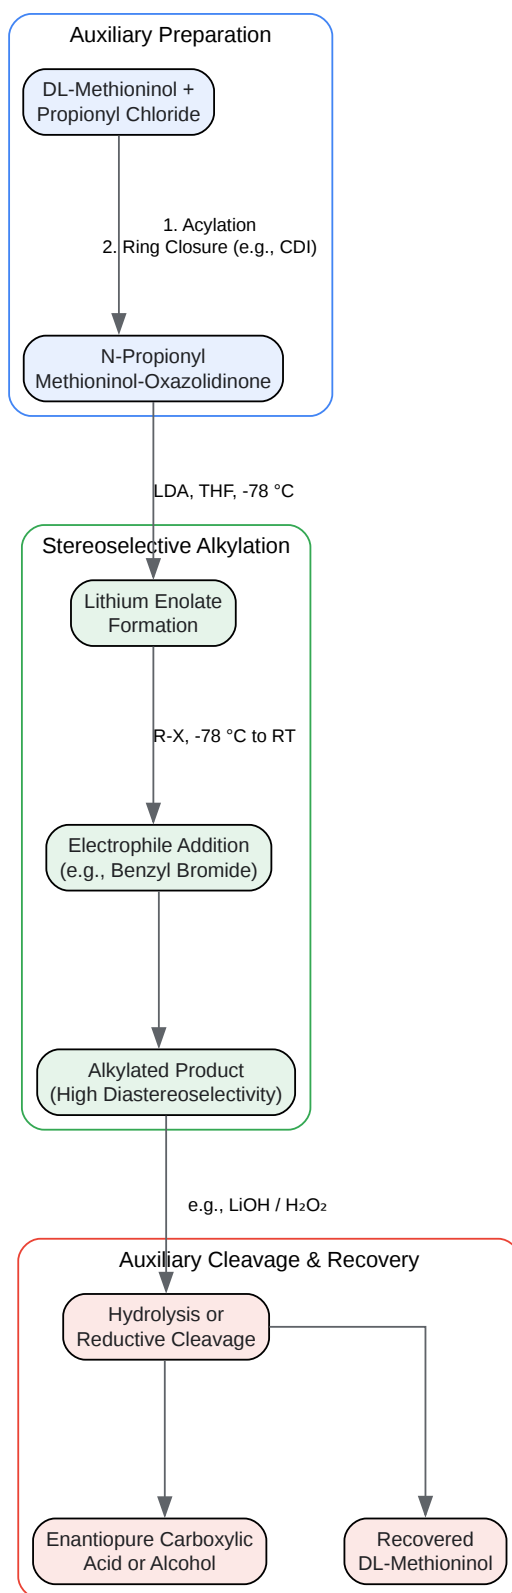 Auxiliary Preparation
DL-Methioninol +
Propionyl Chloride
1. Acylation
2. Ring Closure (e.g., CDI)
N-Propionyl
Methioninol-Oxazolidinone
LDA, THF, -78 °C
Stereoselective Alkylation
Lithium Enolate
Formation
R-X, -78 °C to RT
Electrophile Addition
(e.g., Benzyl Bromide)
Alkylated Product
(High Diastereoselectivity)
e.g., LiOH / H₂O₂
Auxiliary Cleavage & Recovery
Hydrolysis or
Reductive Cleavage
Enantiopure Carboxylic
Acid or Alcohol
Recovered
DL-Methioninol